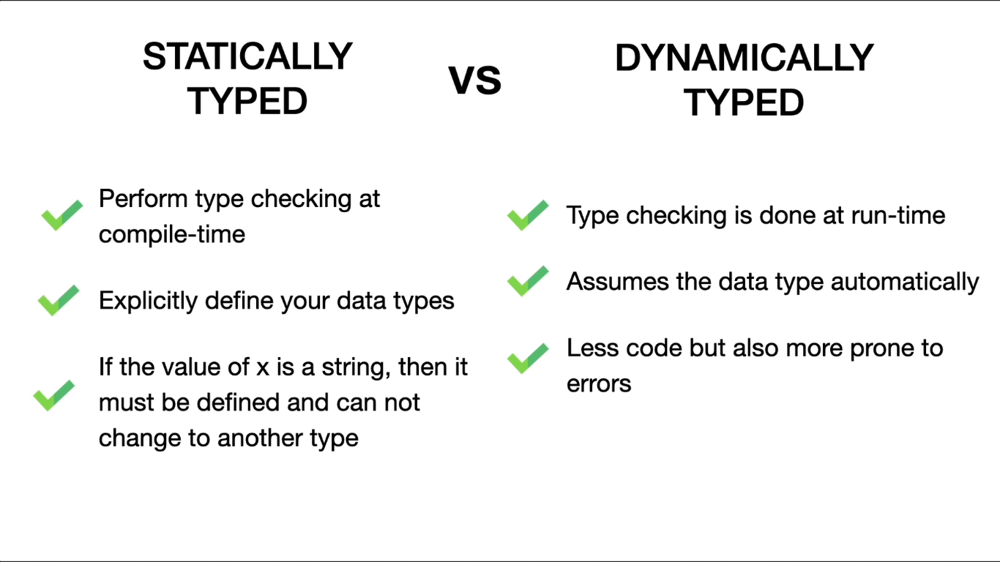 STATICALLY
TYPED
vs
DYNAMICALLY
TYPED
Perform type checking at
compile-time
Explicitly define your data types
If the value of x is a string, then it
must be defined and can not
change to another type
Type checking is done at run-time
Assumes the data type automatically
Less code but also more prone to
errors